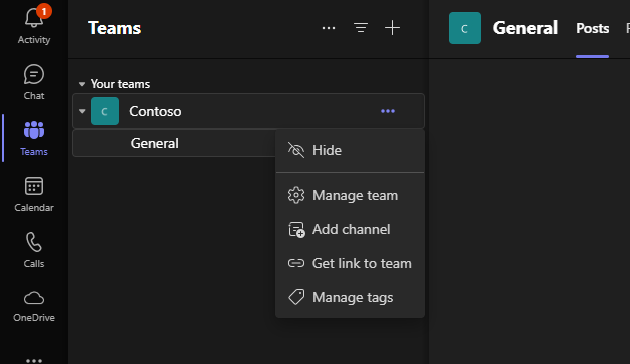 1
Activity
Chat
Teams
Calendar
Calls
OneDrive
Teams
Your teams
C Contoso
General
Hide
Manage team
Add channel
Get link to team
Manage tags
C General Posts